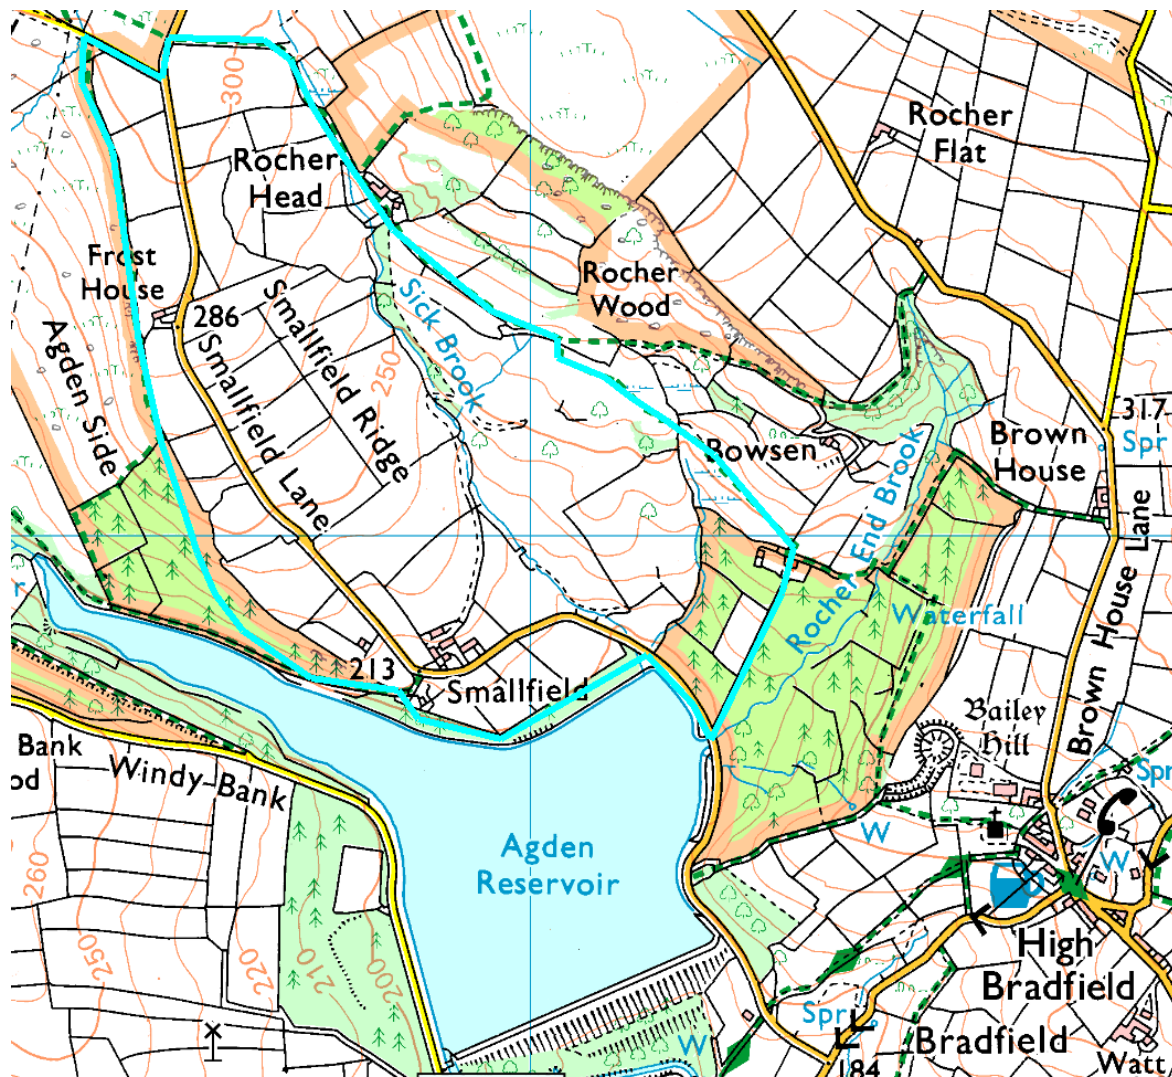 300
Rocher
Head
Rocher
Flat
Frost
House
286
Rocher
Wood
Sick Brook
Smallfield Ridge
250
Smallfield Lane
Agden Side
317
Spr
Brown
House
Bowsen
Rocher End Brook
Waterfall
Brown House Lane
213
Smallfield
r
Bailey
Hill
Spr
Bank
od
Windy Bank
W
W
Agden
Reservoir
260
250
220
210
200
High
Bradfield
Spr
Bradfield
W
184
Watt